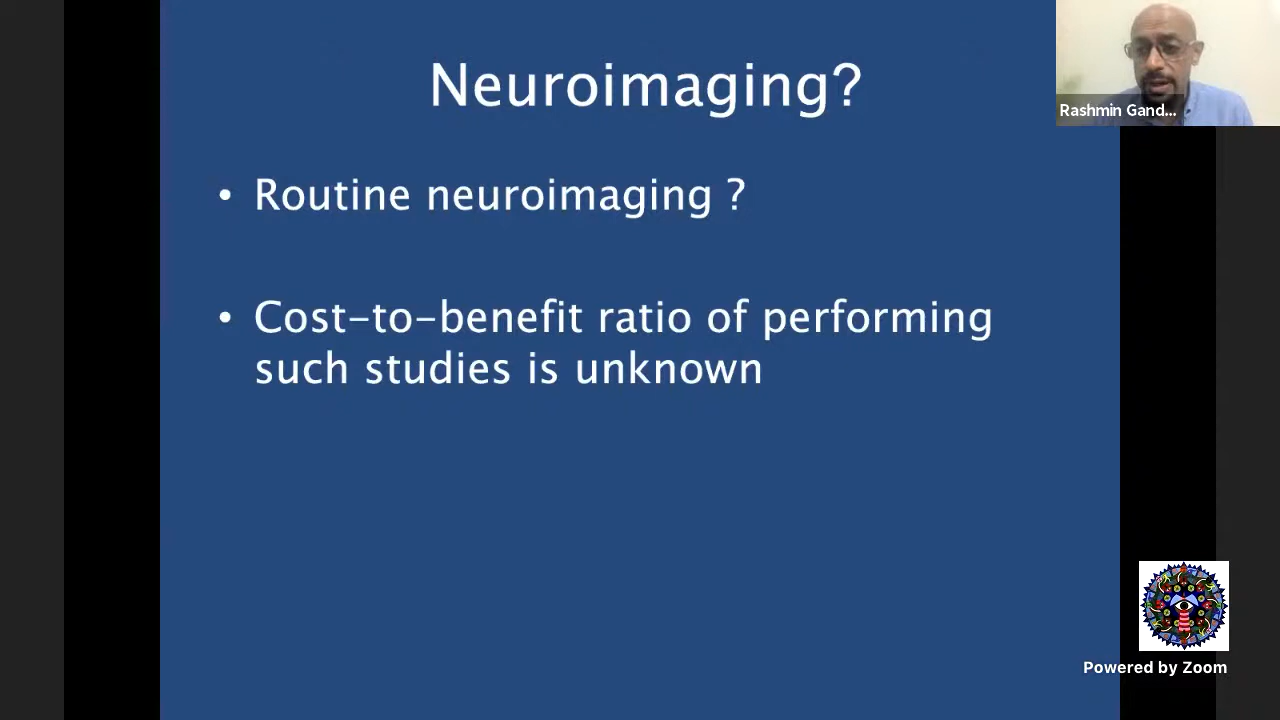 Neuroimaging?
Rashmin Gand...
• Routine neuroimaging ?
• Cost-to-benefit ratio of performing
such studies is unknown
Powered by Zoom